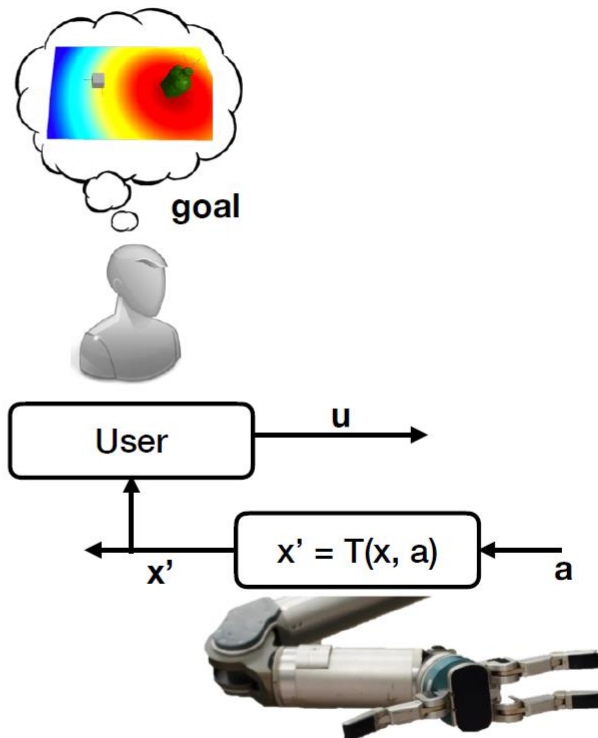 goal
u
User
x’ = T(x, a)
x’
a